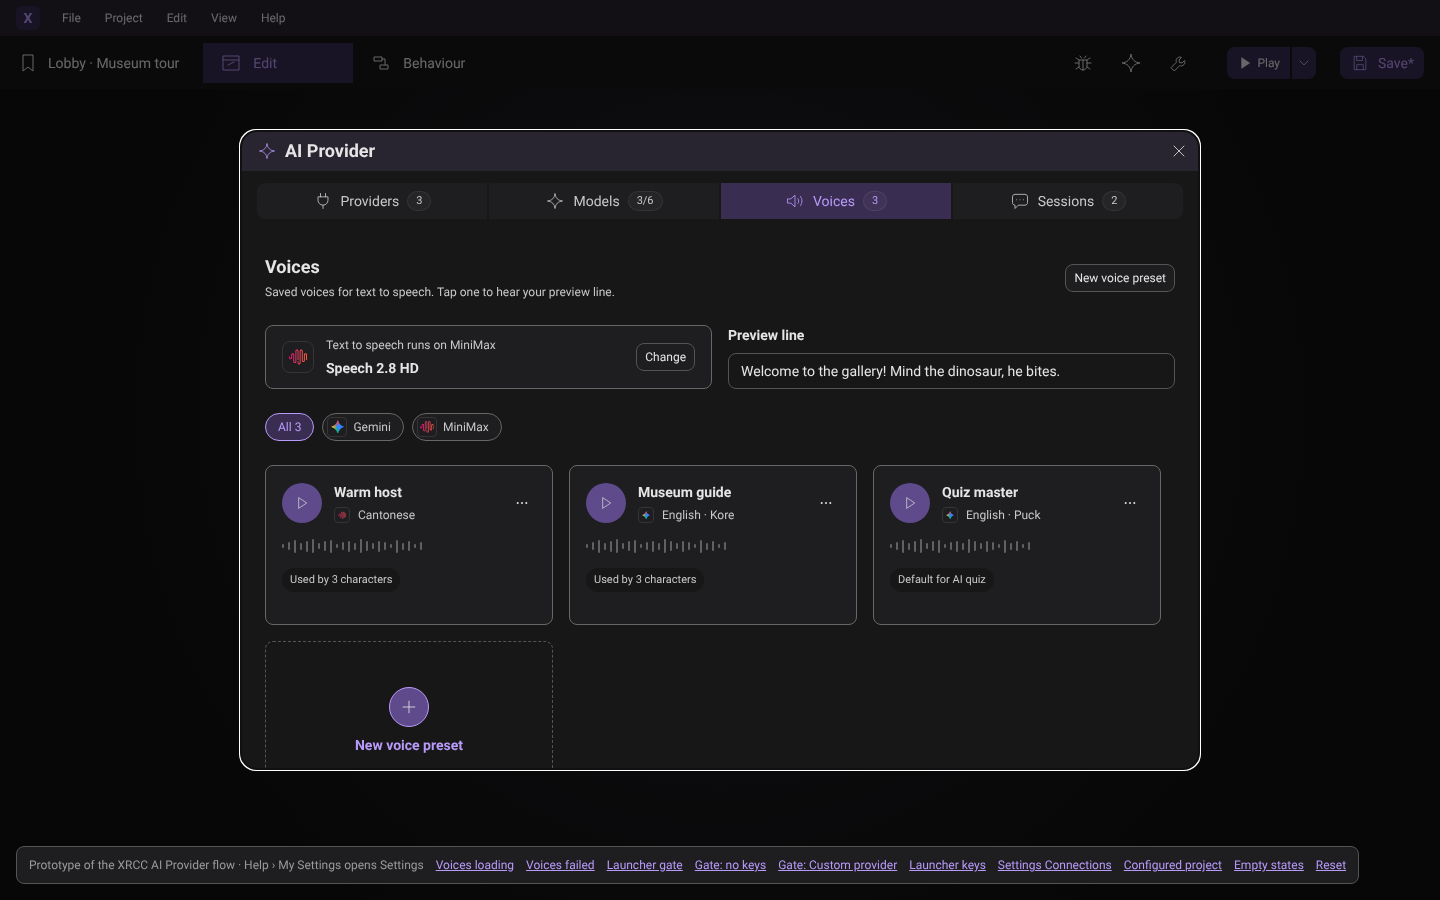 X File Project Edit View Help
Lobby · Museum tour Edit Behaviour Play Save*
AI Provider
Providers 3 Models 3/6 Voices 3 Sessions 2
Voices
Saved voices for text to speech. Tap one to hear your preview line.
New voice preset
Text to speech runs on MiniMax
Speech 2.8 HD
Change
Preview line
Welcome to the gallery! Mind the dinosaur, he bites.
All 3 Gemini MiniMax
Warm host
Cantonese
Used by 3 characters
Museum guide
English · Kore
Used by 3 characters
Quiz master
English · Puck
Default for AI quiz
New voice preset
Prototype of the XRCC AI Provider flow · Help › My Settings opens Settings Voices loading Voices failed Launcher gate Gate: no keys Gate: Custom provider Launcher keys Settings Connections Configured project Empty states Reset